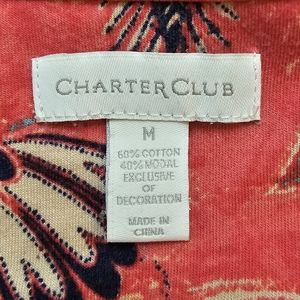 CHARTER CLUB
M
60% COTTON
40% MODAL
EXCLUSIVE
OF
DECORATION
MADE IN
CHINA